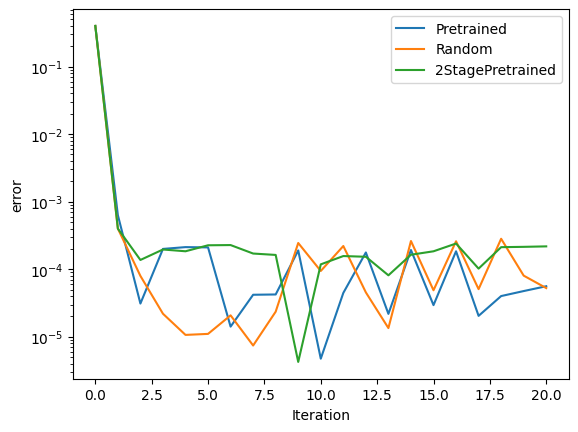 Pretrained
Random
2StagePretrained
10⁻¹
10⁻²
10⁻³
10⁻⁴
10⁻⁵
error
0.0 2.5 5.0 7.5 10.0 12.5 15.0 17.5 20.0
Iteration